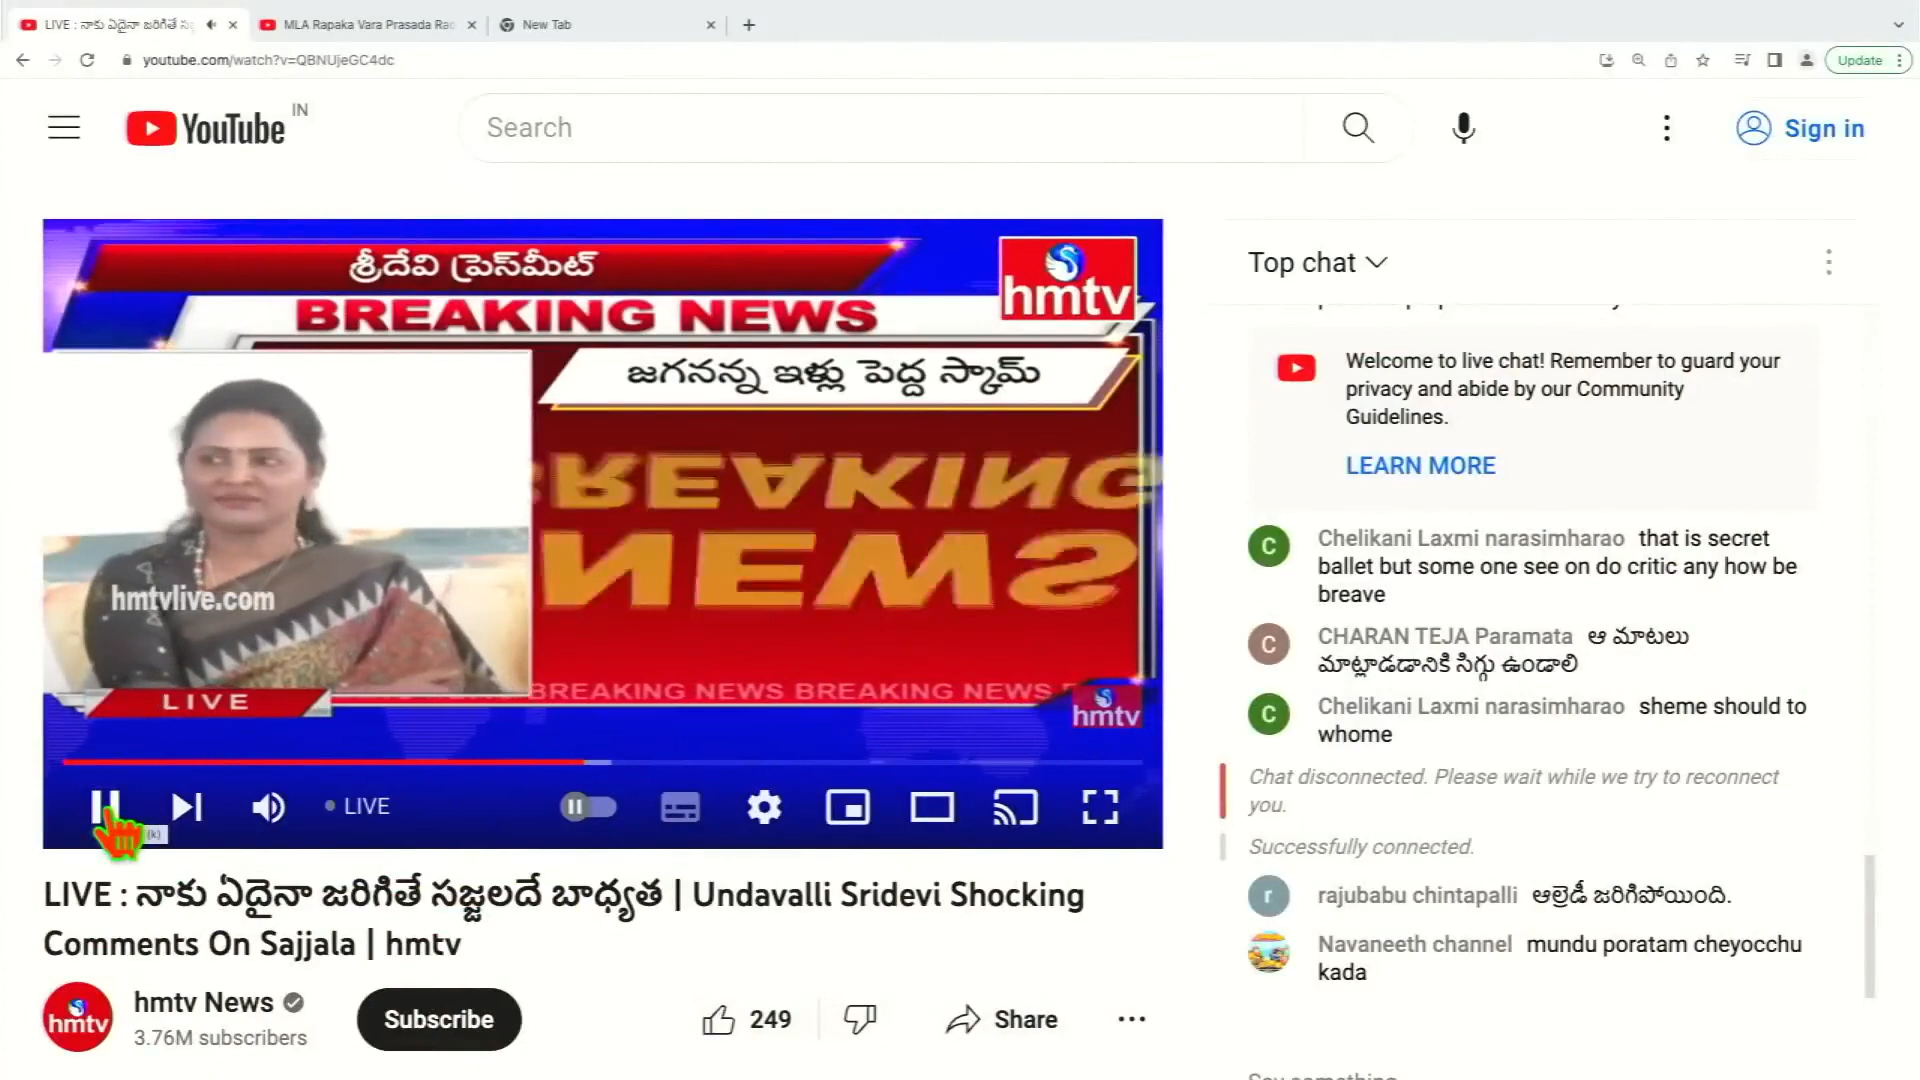 LIVE : నాకు ఏదైనా జరిగితే
MLA Rapaka Vara Prasada
New Tab
youtube.com/watch?v=QBNUjeGC4dc
Update
YouTube
IN
Search
Sign in
శ్రీదేవి ప్రెస్‌మీట్
BREAKING NEWS
hmtv
జగనన్న ఇళ్లు పెద్ద స్కామ్
BREAKING
NEWS
hmtvlive.com
LIVE
BREAKING NEWS BREAKING NEWS
hmtv
LIVE
(k)
LIVE : నాకు ఏదైనా జరిగితే సజ్జలదే బాధ్యత | Undavalli Sridevi Shocking
Comments On Sajjala | hmtv
hmtv
hmtv News
3.76M subscribers
Subscribe
249
Share
Top chat
Welcome to live chat! Remember to guard your
privacy and abide by our Community
Guidelines.
LEARN MORE
C
Chelikani Laxmi narasimharao that is secret
ballet but some one see on do critic any how be
breave
C
CHARAN TEJA Paramata ఆ మాటలు
మాట్లాడడానికి సిగ్గు ఉండాలి
C
Chelikani Laxmi narasimharao sheme should to
whome
Chat disconnected. Please wait while we try to reconnect
you.
Successfully connected.
r
rajubabu chintapalli ఆల్రెడీ జరిగిపోయింది.
Navaneeth channel mundu poratam cheyocchu
kada